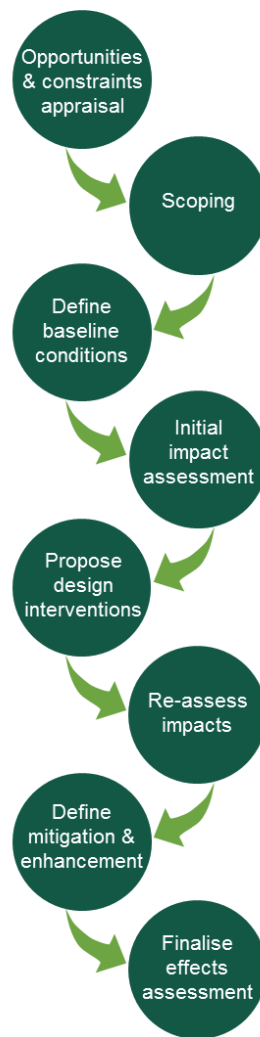 Opportunities
& constraints
appraisal
Scoping
Define
baseline
conditions
Initial
impact
assessment
Propose
design
interventions
Re-assess
impacts
Define
mitigation &
enhancement
Finalise
effects
assessment